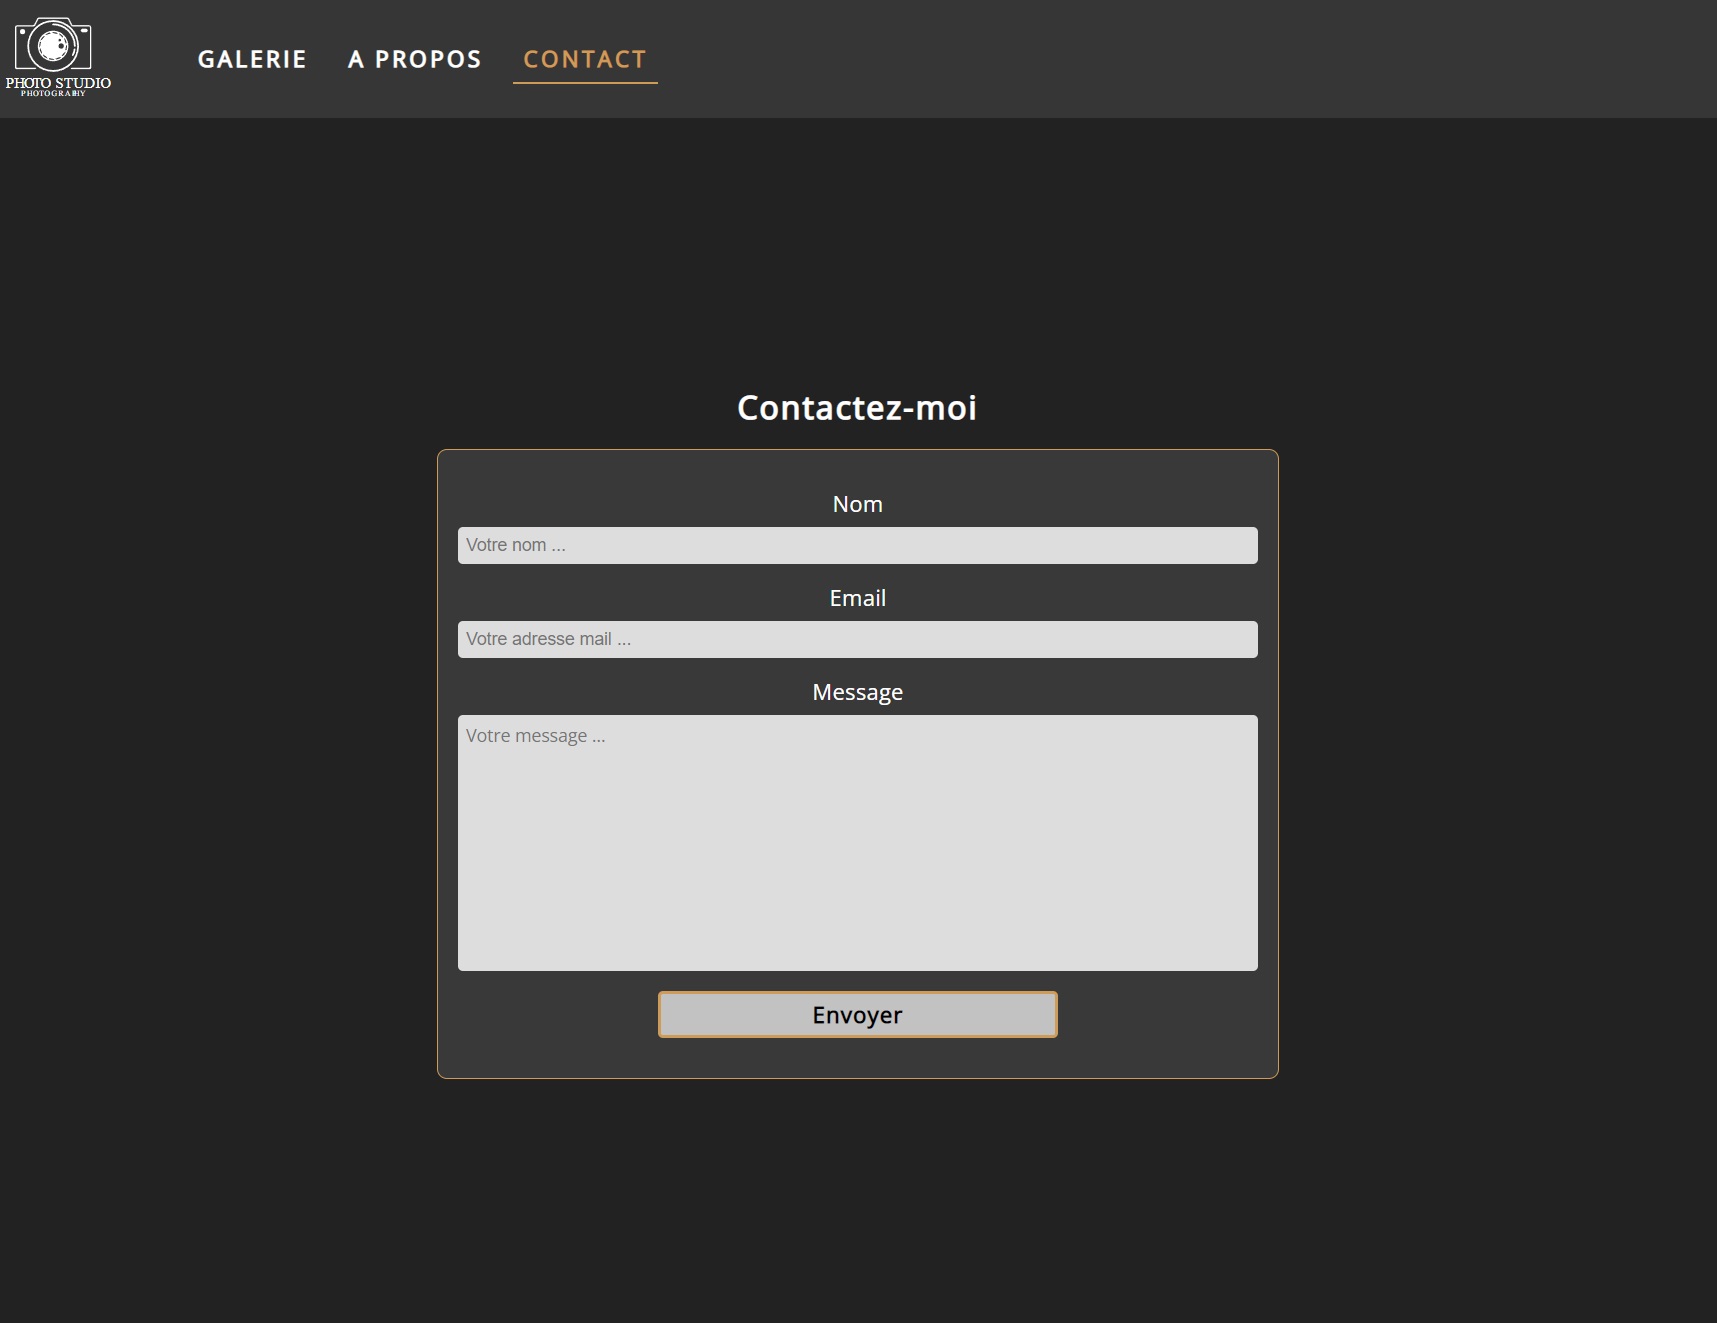 PHOTO STUDIO
PHOTOGRAPHY
GALERIE A PROPOS CONTACT
Contactez-moi
Nom
Votre nom ...
Email
Votre adresse mail ...
Message
Votre message ...
Envoyer